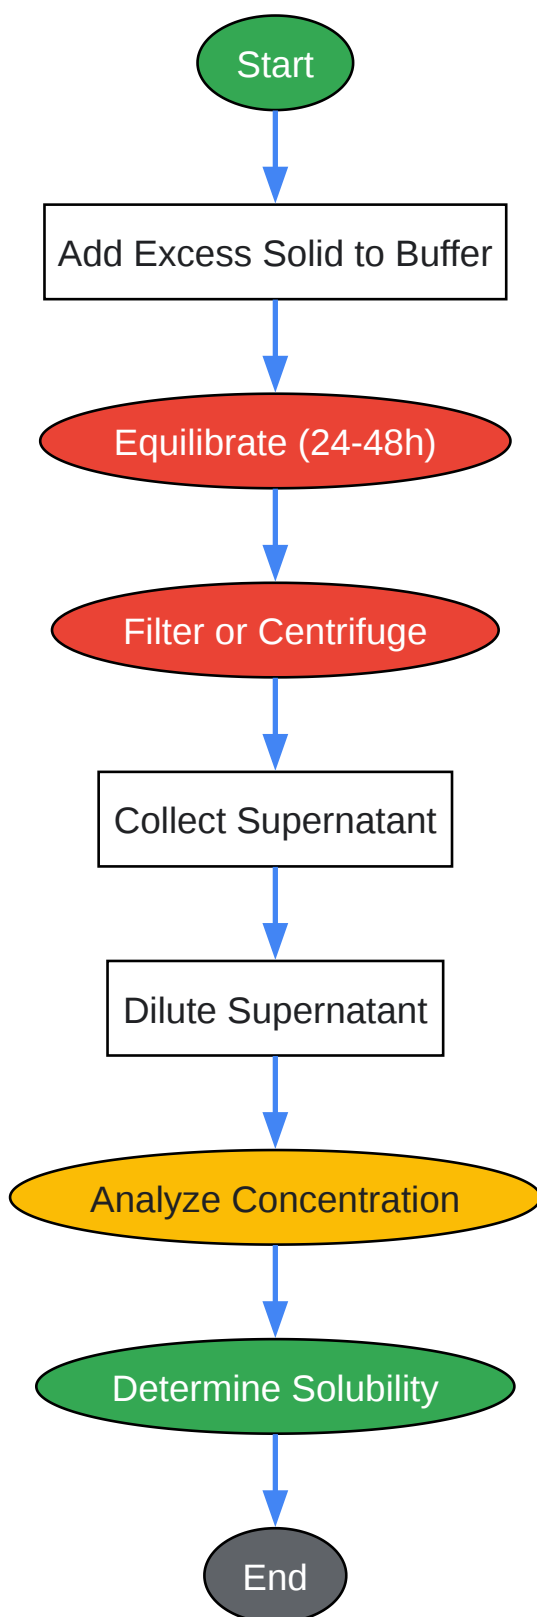 Start
Add Excess Solid to Buffer
Equilibrate (24-48h)
Filter or Centrifuge
Collect Supernatant
Dilute Supernatant
Analyze Concentration
Determine Solubility
End